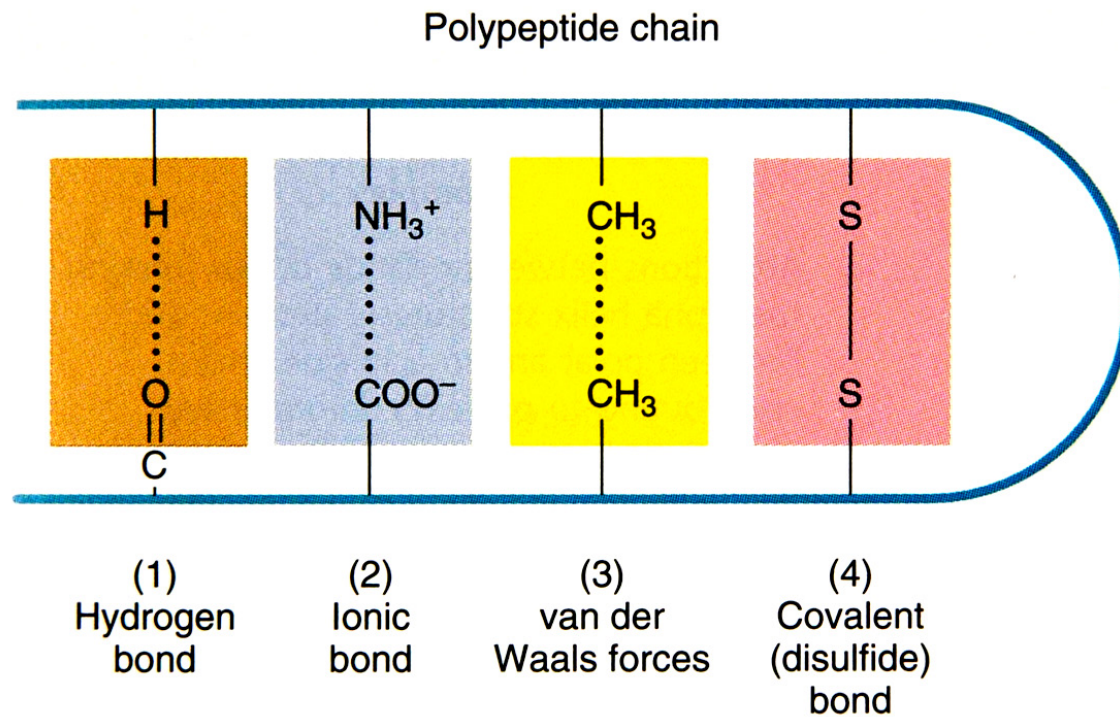 Polypeptide chain
H NH₃⁺ CH₃ S
O COO⁻ CH₃ S
C
(1) (2) (3) (4)
Hydrogen Ionic van der Covalent
bond bond Waals forces (disulfide)
bond